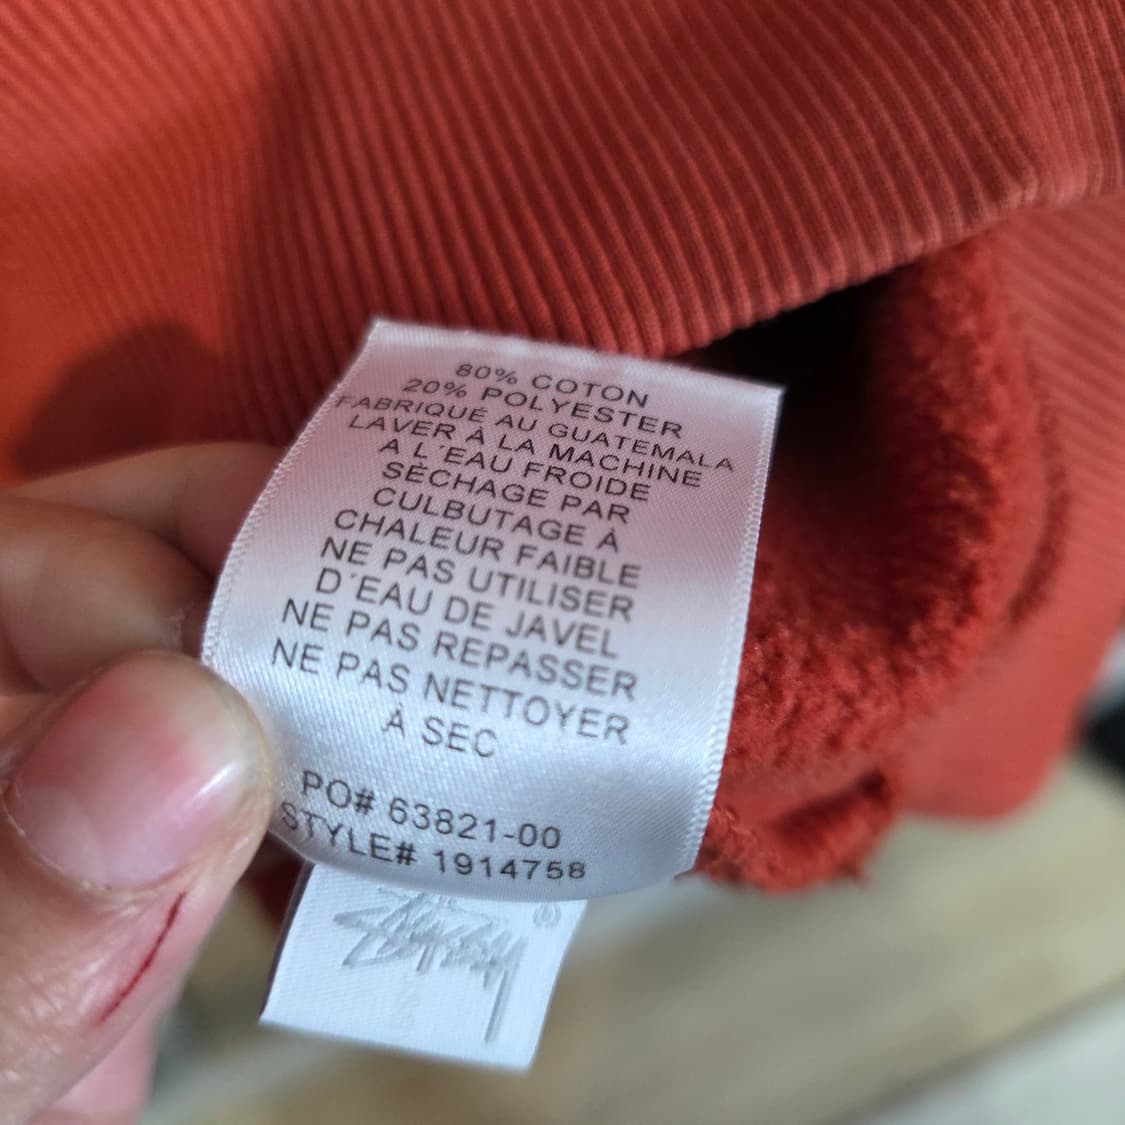 80% COTON
20% POLYESTER
FABRIQUÉ AU GUATEMALA
LAVER À LA MACHINE
A L'EAU FROIDE
SÈCHAGE PAR
CULBUTAGE À
CHALEUR FAIBLE
NE PAS UTILISER
D'EAU DE JAVEL
NE PAS REPASSER
NE PAS NETTOYER
À SEC
PO# 63821-00
STYLE# 1914758
Stüssy ®